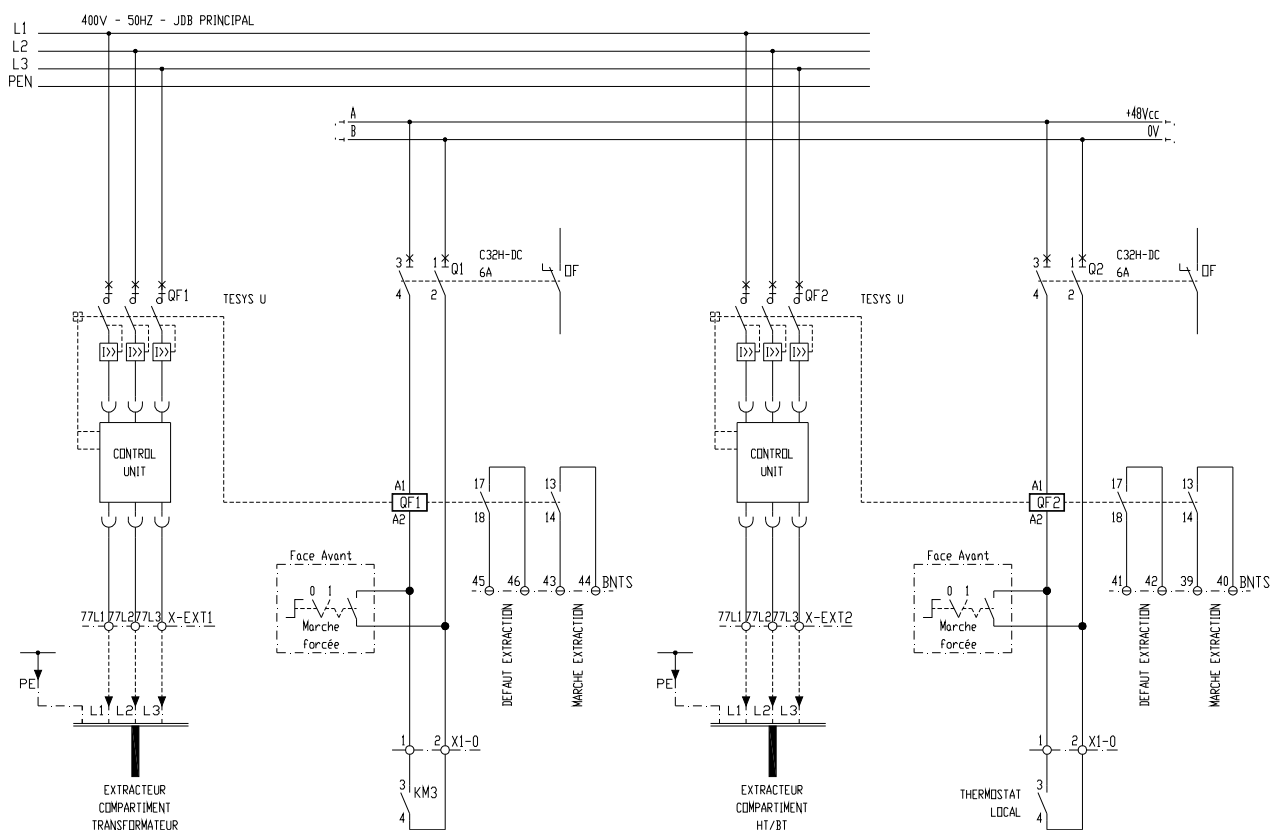 400V - 50HZ - JDB PRINCIPAL
L1
L2
L3
PEN
A
B
+48Vcc
0V
3 1 Q1
4 2
C32H-DC
6A
OF
QF1
TESYS U
I>> I>> I>>
CONTROL
UNIT
A1
QF1
A2
17
18
13
14
Face Avant
0 1
Marche
forcée
45 46 43 44 BNTS
DEFAUT EXTRACTION
MARCHE EXTRACTION
77L1 77L2 77L3 X-EXT1
PE
L1 L2 L3
1 2 X1-0
3
4
KM3
EXTRACTEUR
COMPARTIMENT
TRANSFORMATEUR
3 1 Q2
4 2
C32H-DC
6A
OF
QF2
TESYS U
I>> I>> I>>
CONTROL
UNIT
A1
QF2
A2
17
18
13
14
Face Avant
0 1
Marche
forcée
41 42 39 40 BNTS
DEFAUT EXTRACTION
MARCHE EXTRACTION
77L1 77L2 77L3 X-EXT2
PE
L1 L2 L3
1 2 X1-0
THERMOSTAT
LOCAL
3
4
EXTRACTEUR
COMPARTIMENT
HT/BT